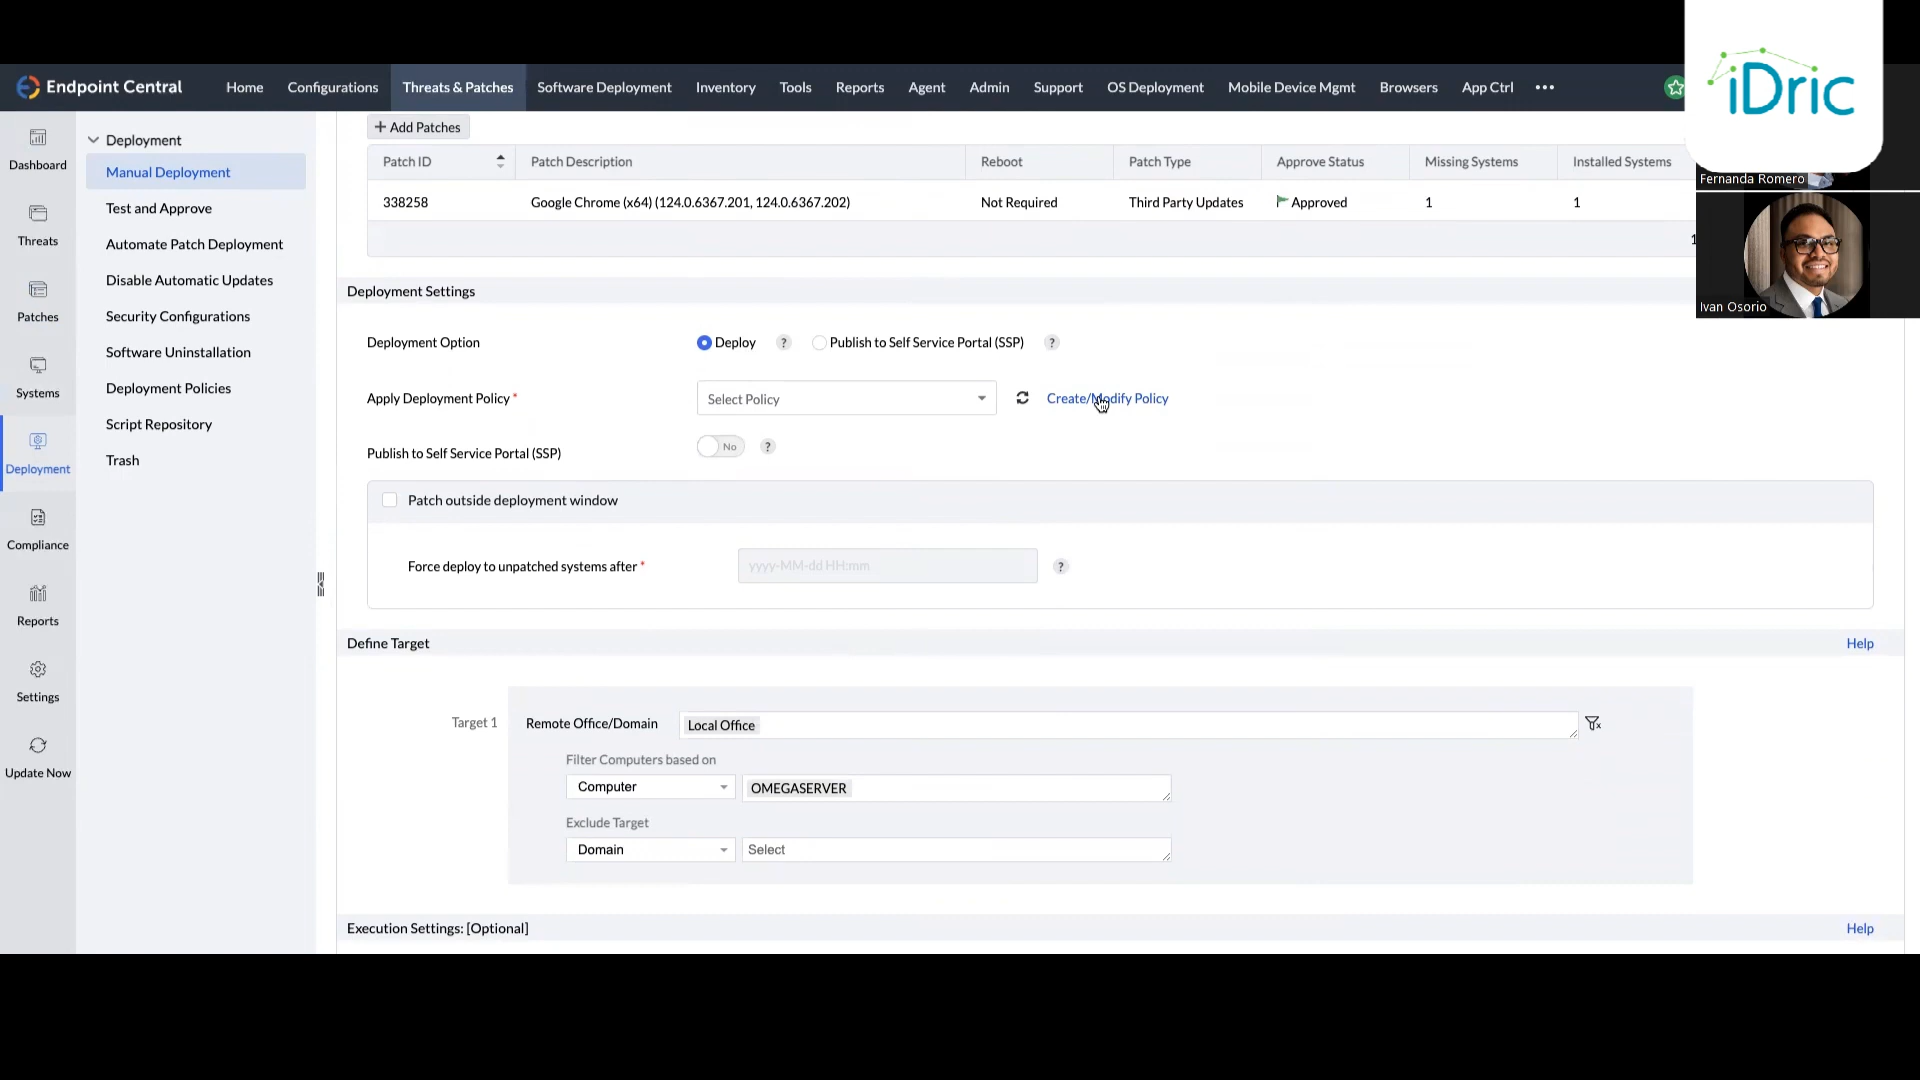 Endpoint Central
Home
Configurations
Threats & Patches
Software Deployment
Inventory
Tools
Reports
Agent
Admin
Support
OS Deployment
Mobile Device Mgmt
Browsers
App Ctrl
iDric
Fernanda Romero
Ivan Osorio
Dashboard
Threats
Patches
Systems
Deployment
Compliance
Reports
Settings
Update Now
Deployment
Manual Deployment
Test and Approve
Automate Patch Deployment
Disable Automatic Updates
Security Configurations
Software Uninstallation
Deployment Policies
Script Repository
Trash
+ Add Patches
Patch ID Patch Description Reboot Patch Type Approve Status Missing Systems Installed Systems
338258 Google Chrome (x64) (124.0.6367.201, 124.0.6367.202) Not Required Third Party Updates Approved 1 1
1
Deployment Settings
Deployment Option Deploy ? Publish to Self Service Portal (SSP) ?
Apply Deployment Policy * Select Policy Create/Modify Policy
Publish to Self Service Portal (SSP) No ?
Patch outside deployment window
Force deploy to unpatched systems after * yyyy-MM-dd HH:mm ?
Define Target Help
Target 1 Remote Office/Domain Local Office
Filter Computers based on
Computer OMEGASERVER
Exclude Target
Domain Select
Execution Settings: [Optional] Help